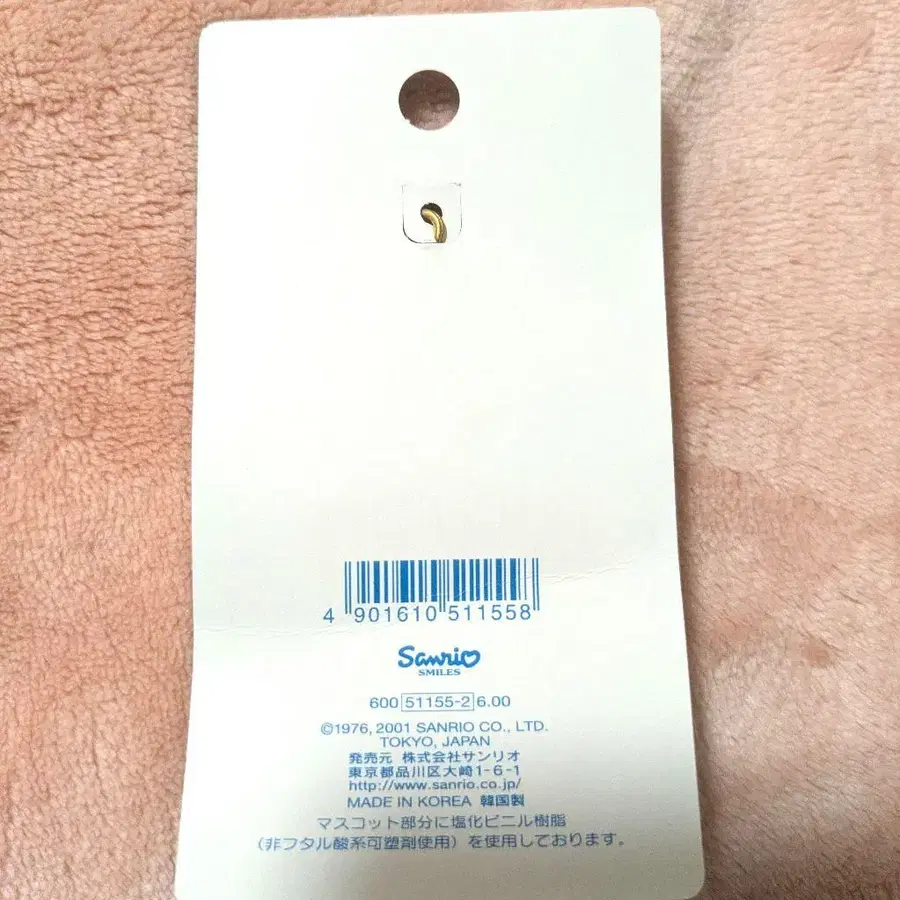 4 901610 511558
Sanrio
SMILES
600 51155-2 6.00
©1976, 2001 SANRIO CO., LTD.
TOKYO, JAPAN
発売元 株式会社サンリオ
東京都品川区大崎1-6-1
http://www.sanrio.co.jp/
MADE IN KOREA 韓国製
マスコット部分に塩化ビニル樹脂
(非フタル酸系可塑剤使用)を使用しております。